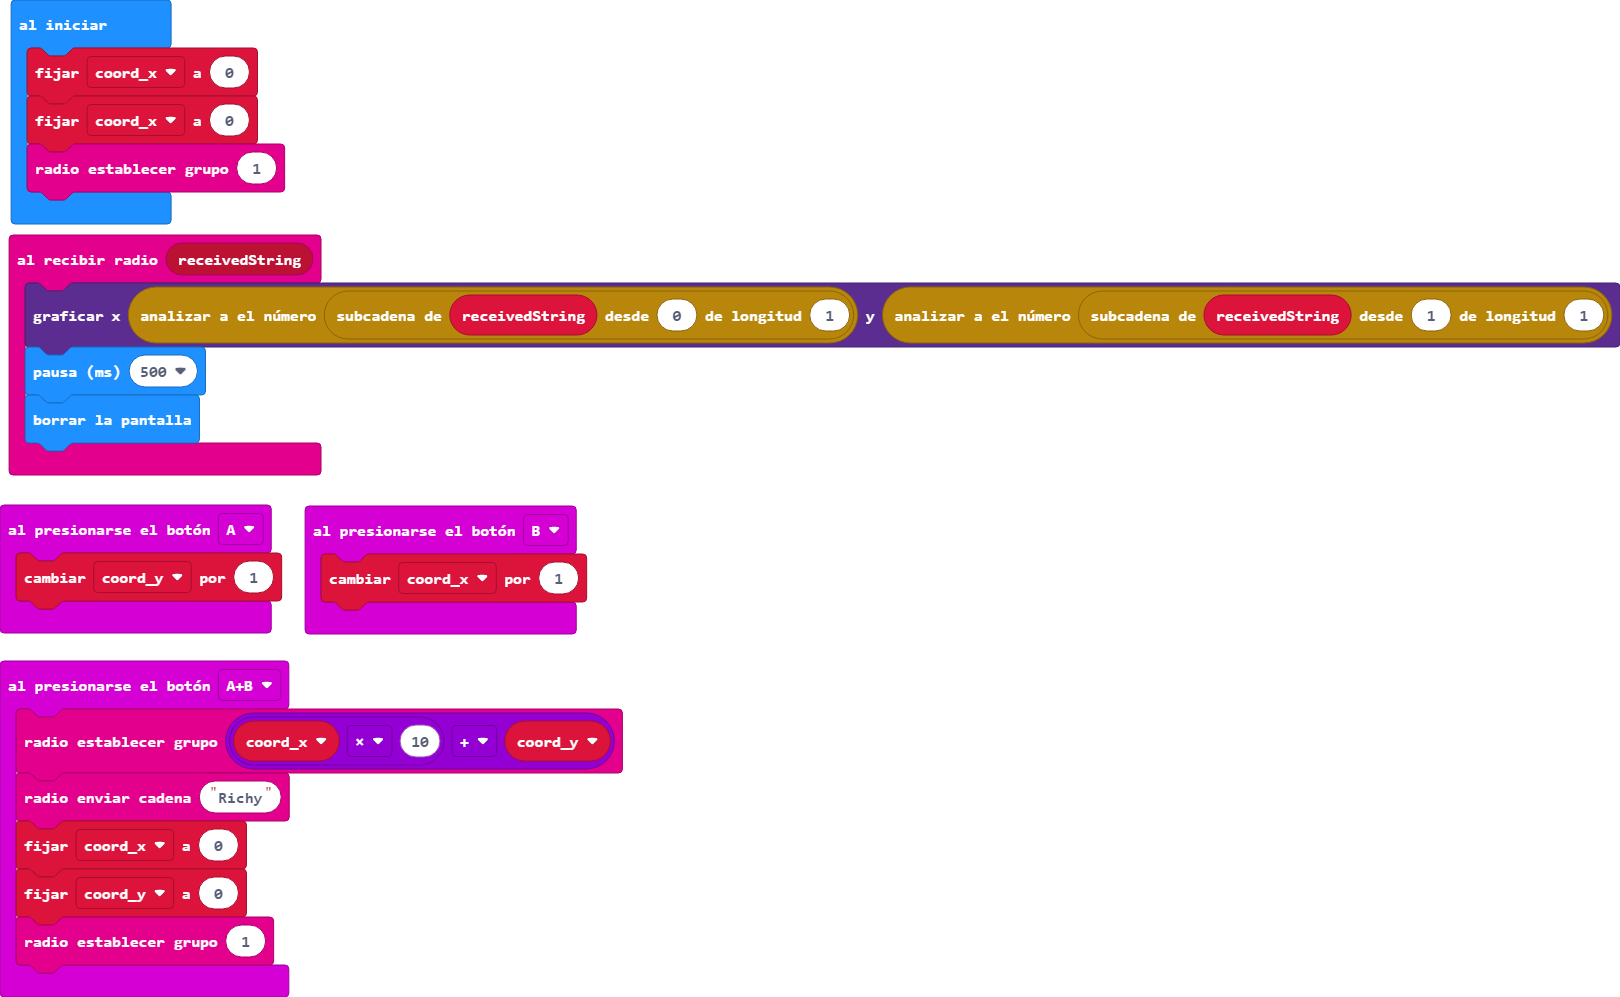 al iniciar
fijar coord_x a 0
fijar coord_x a 0
radio establecer grupo 1
al recibir radio receivedString
graficar x analizar a el número subcadena de receivedString desde 0 de longitud 1 y analizar a el número subcadena de receivedString desde 1 de longitud 1
pausa (ms) 500
borrar la pantalla
al presionarse el botón A
cambiar coord_y por 1
al presionarse el botón B
cambiar coord_x por 1
al presionarse el botón A+B
radio establecer grupo coord_x × 10 + coord_y
radio enviar cadena "Richy"
fijar coord_x a 0
fijar coord_y a 0
radio establecer grupo 1